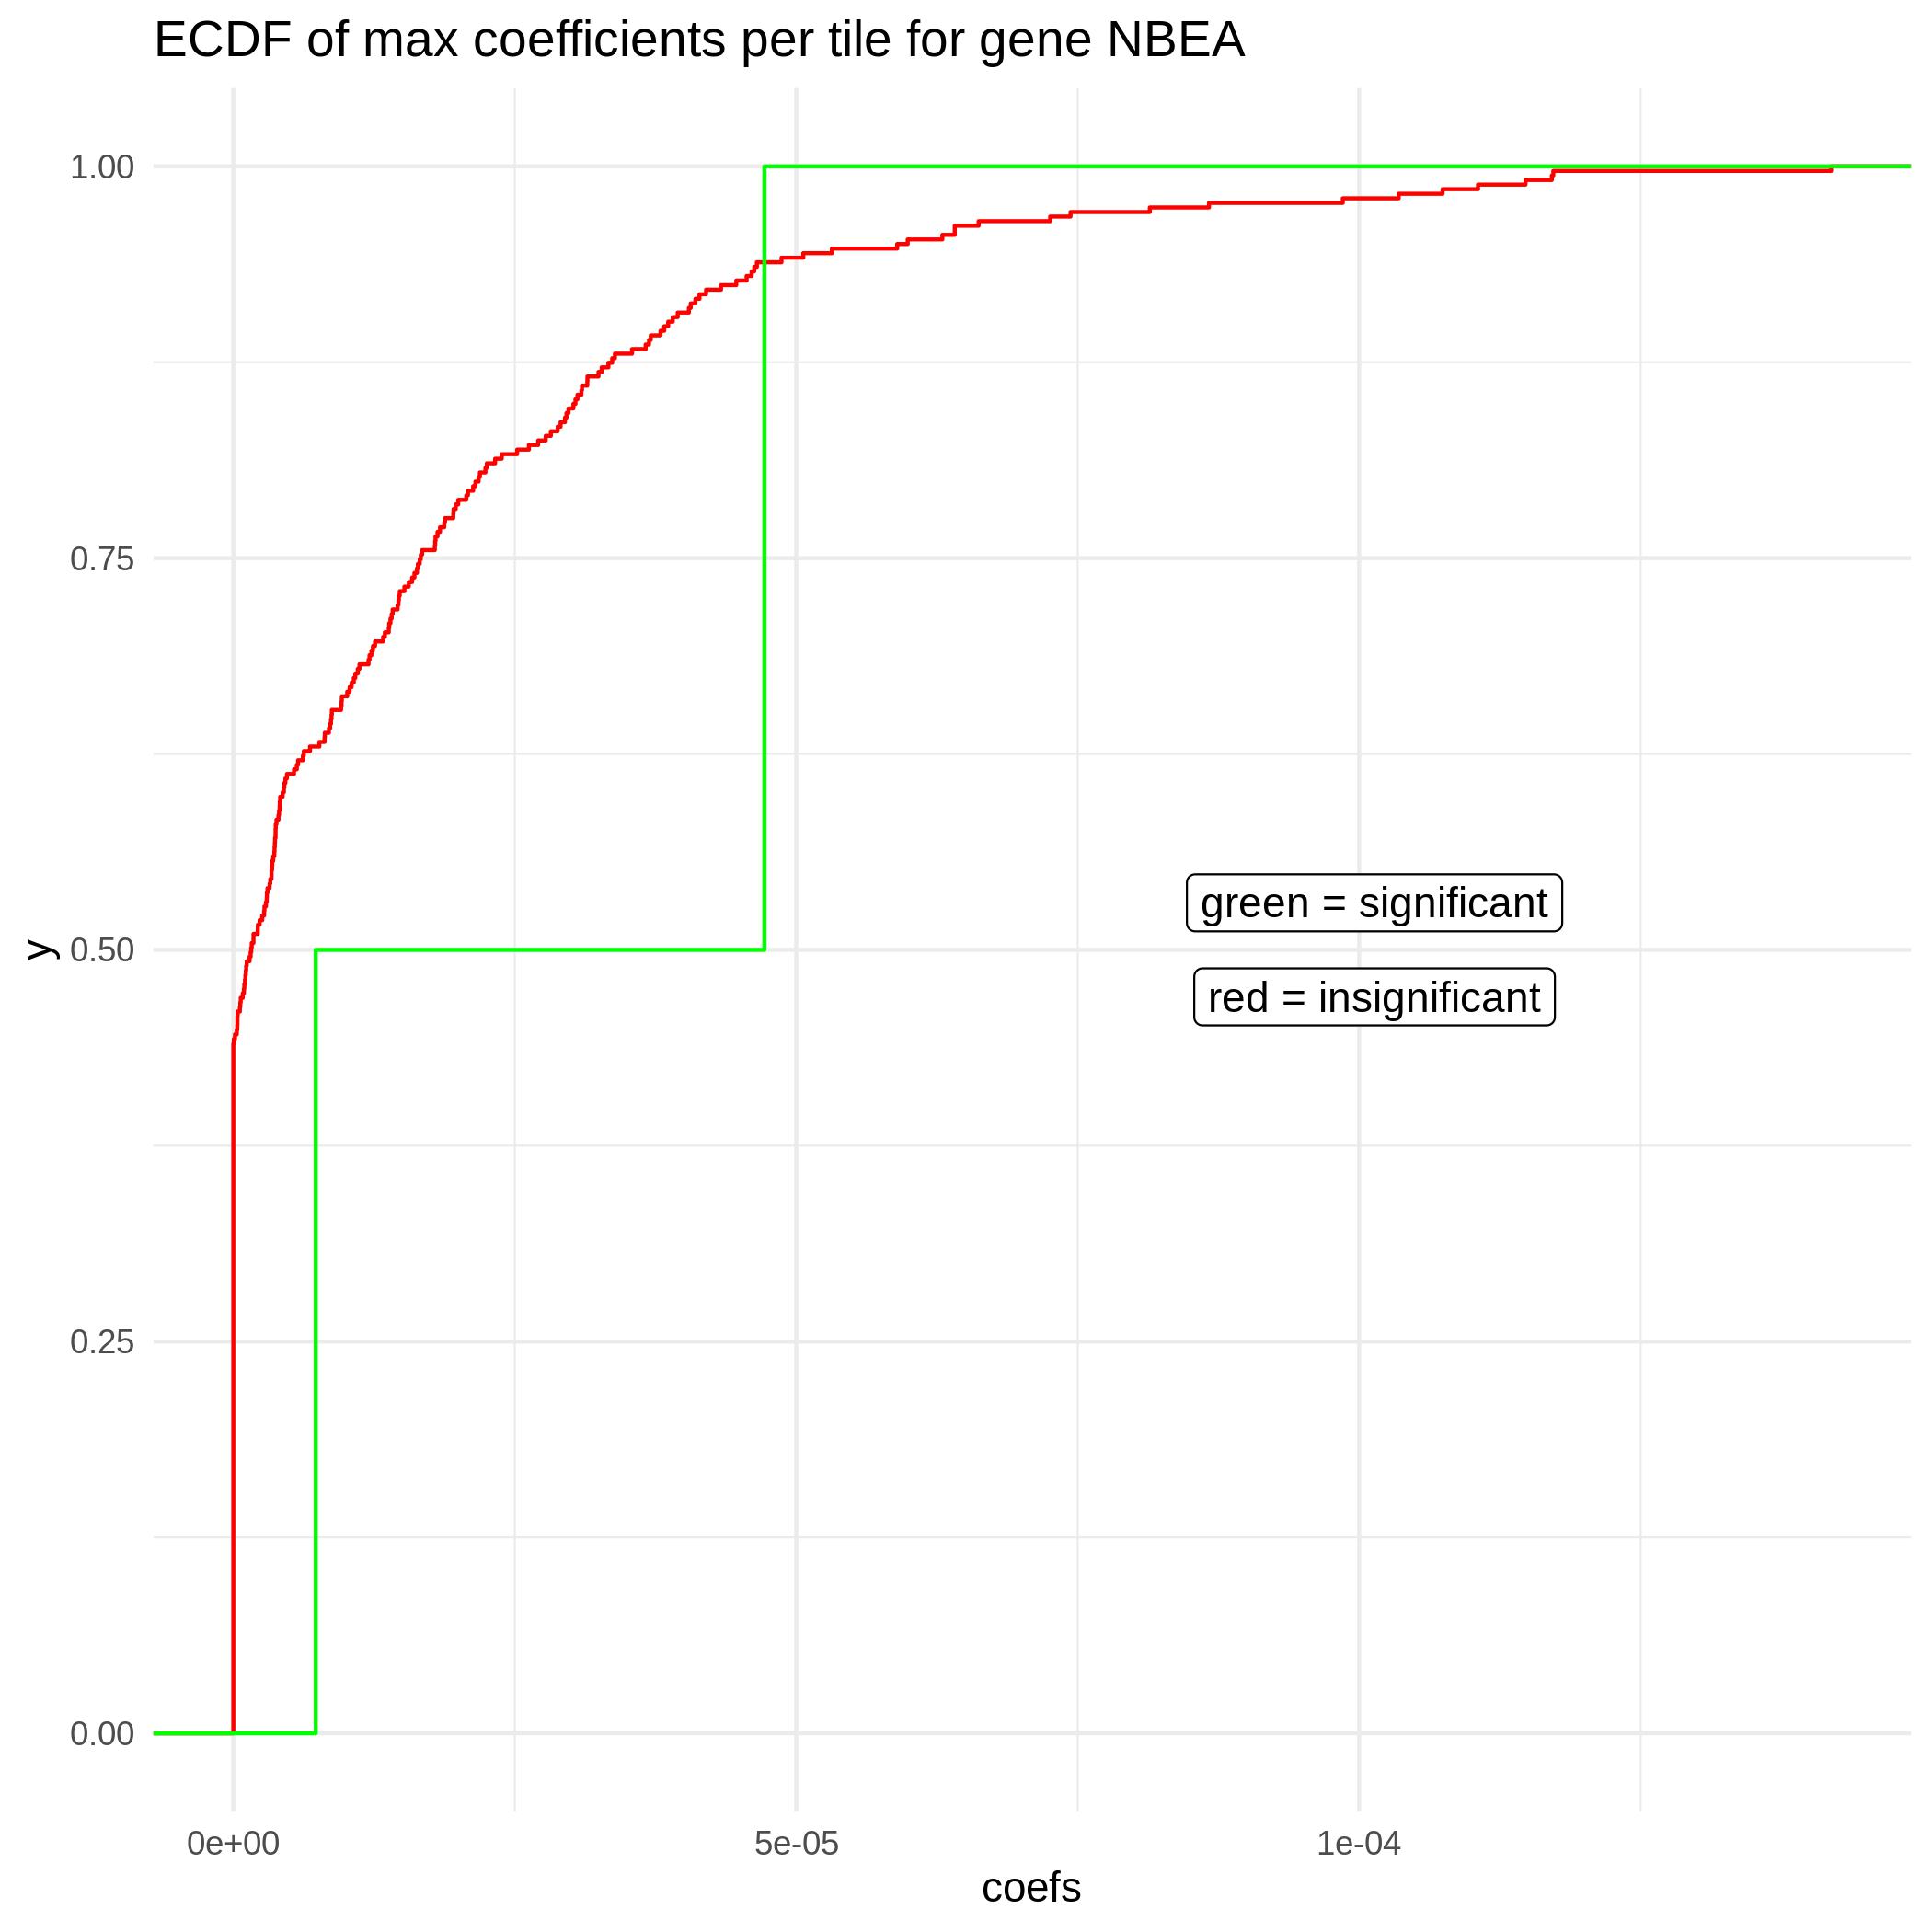 ECDF of max coefficients per tile for gene NBEA
1.00
0.75
0.50
0.25
0.00
y
green = significant
red = insignificant
0e+00 5e-05 1e-04
coefs